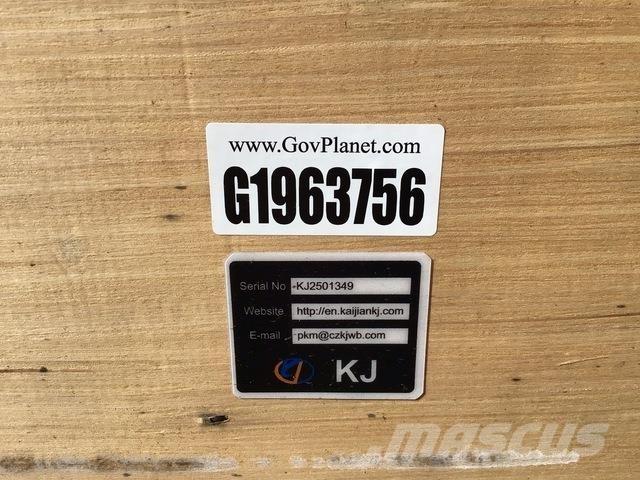 www.GovPlanet.com
G1963756
Serial No -KJ2501349
Website http://en.kaijiankj.com
E-mail pkm@czkjwb.com
KJ
MASCUS